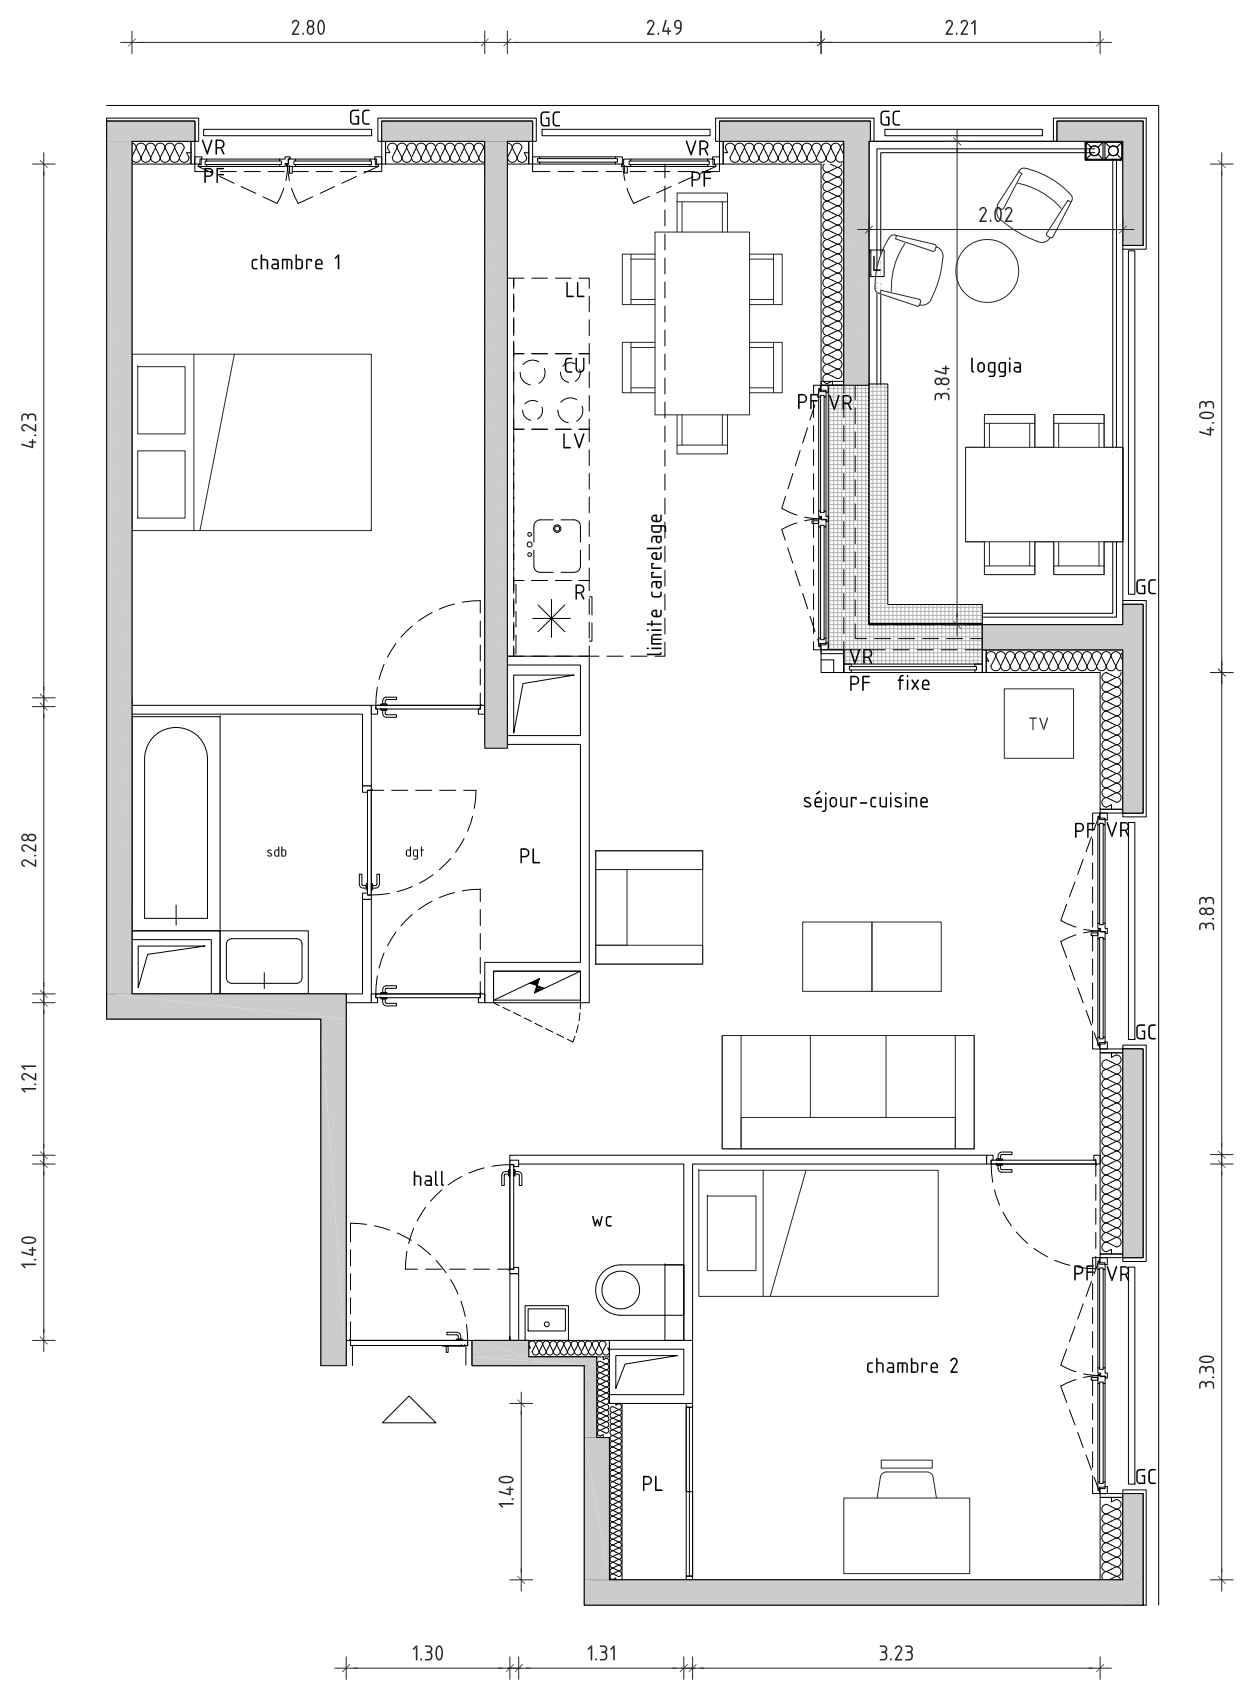 2.80
2.49
2.21
GC
GC
GC
VR
PF
VR
PF
chambre 1
2.02
L
LL
CU
LV
R
limite carrelage
loggia
3.84
PF VR
4.23
4.03
GC
VR
PF
fixe
TV
séjour-cuisine
PF VR
sdb
dgt
PL
2.28
3.83
GC
1.21
hall
wc
1.40
PF VR
chambre 2
3.30
PL
1.40
GC
1.30
1.31
3.23